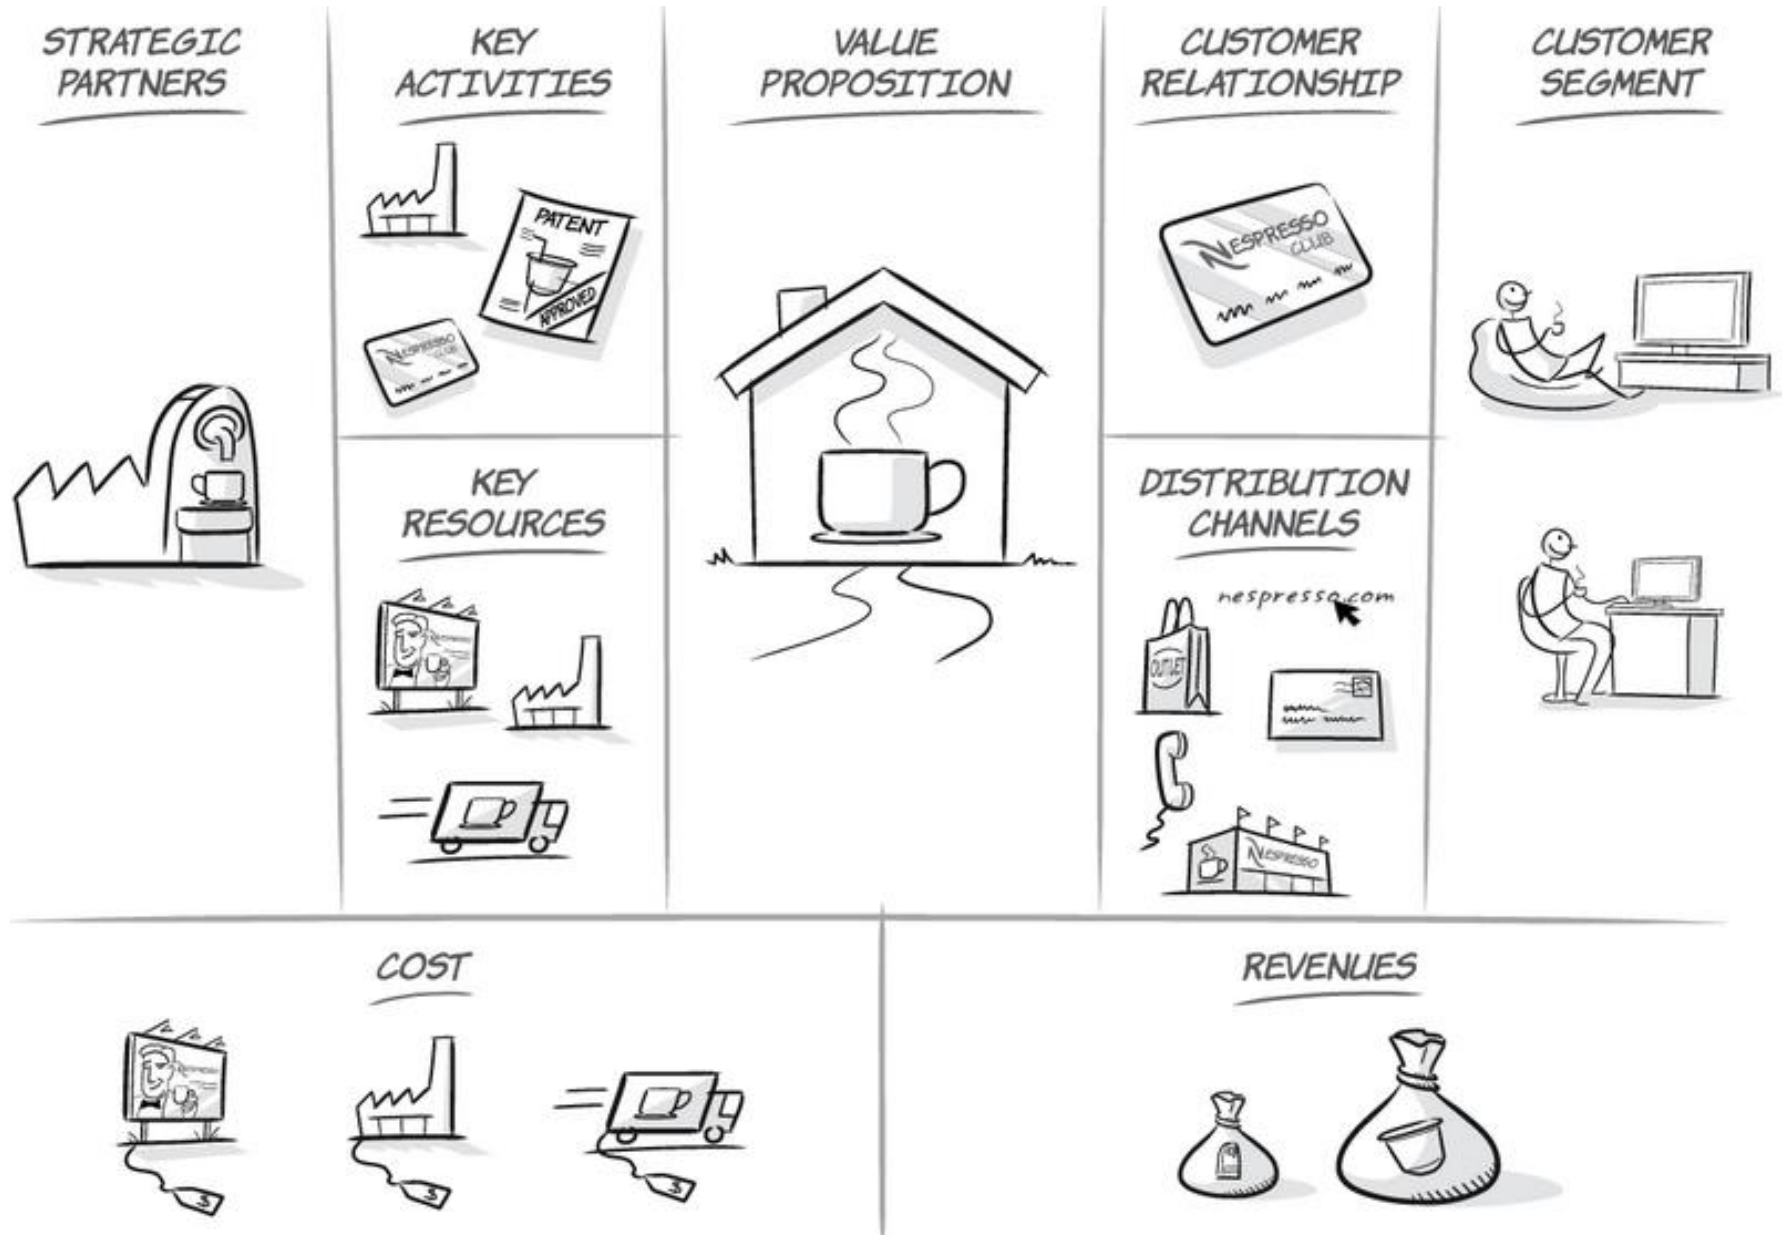 STRATEGIC
PARTNERS
KEY
ACTIVITIES
PATENT
APPROVED
NESPRESSO
CLUB
KEY
RESOURCES
VALUE
PROPOSITION
CUSTOMER
RELATIONSHIP
NESPRESSO
CLUB
DISTRIBUTION
CHANNELS
nespresso.com
OUTLET
NESPRESSO
CUSTOMER
SEGMENT
COST
$
$
$
REVENUES